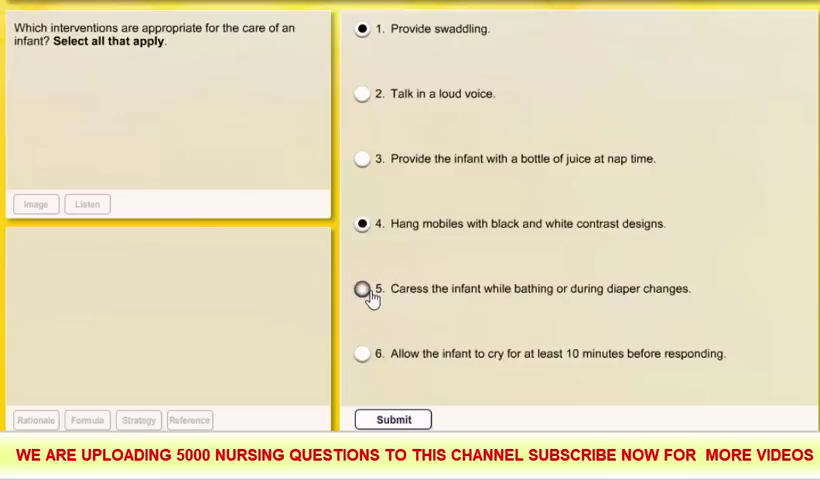 Which interventions are appropriate for the care of an
infant? Select all that apply.
Image
Listen
1. Provide swaddling.
2. Talk in a loud voice.
3. Provide the infant with a bottle of juice at nap time.
4. Hang mobiles with black and white contrast designs.
5. Caress the infant while bathing or during diaper changes.
6. Allow the infant to cry for at least 10 minutes before responding.
Rationale
Formula
Strategy
Reference
Submit
WE ARE UPLOADING 5000 NURSING QUESTIONS TO THIS CHANNEL SUBSCRIBE NOW FOR MORE VIDEOS